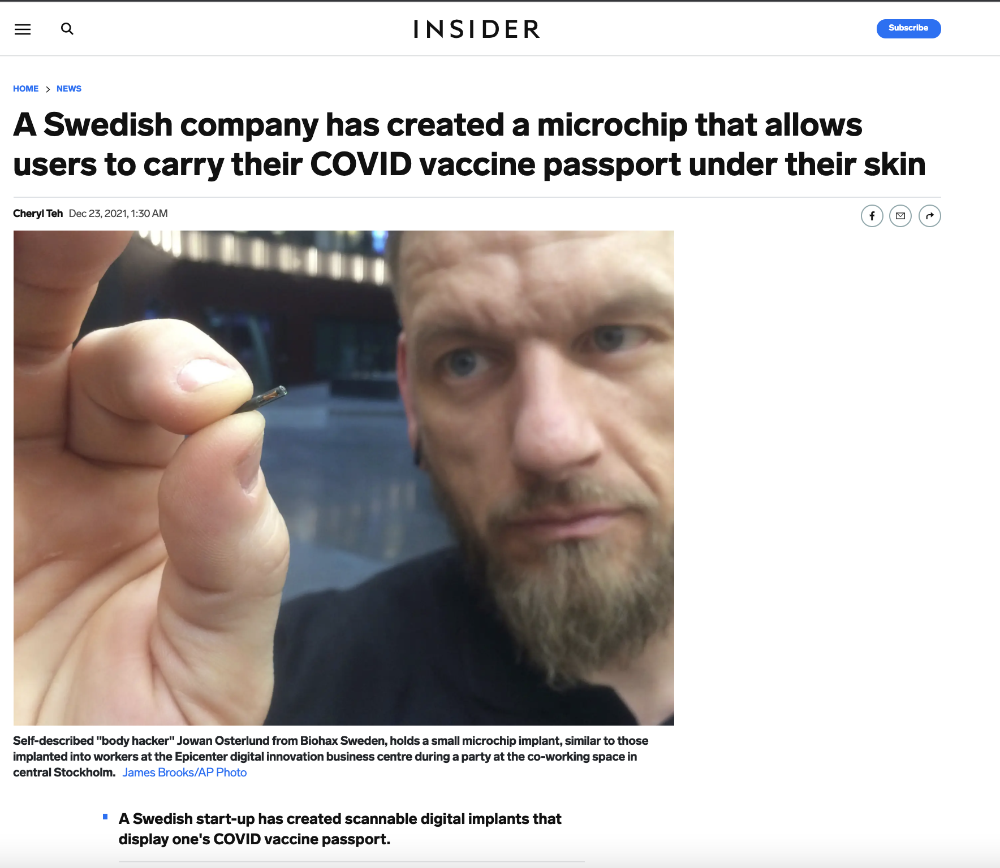 INSIDER
Subscribe
HOME > NEWS
A Swedish company has created a microchip that allows
users to carry their COVID vaccine passport under their skin
Cheryl Teh Dec 23, 2021, 1:30 AM
Self-described "body hacker" Jowan Osterlund from Biohax Sweden, holds a small microchip implant, similar to those
implanted into workers at the Epicenter digital innovation business centre during a party at the co-working space in
central Stockholm. James Brooks/AP Photo
A Swedish start-up has created scannable digital implants that
display one's COVID vaccine passport.